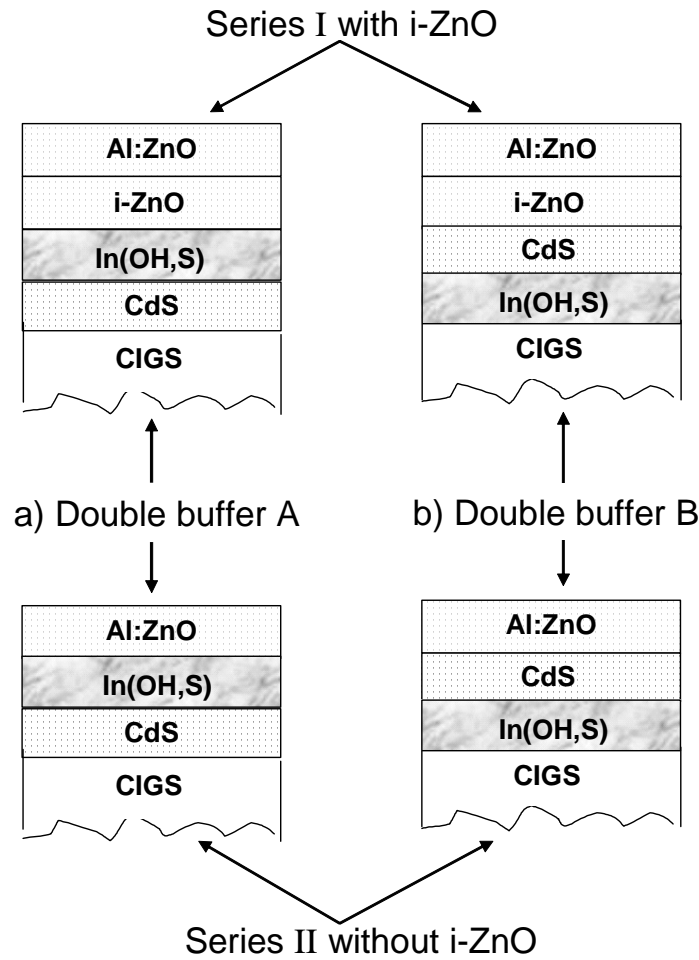 Series I with i-ZnO
Al:ZnO
i-ZnO
In(OH,S)
CdS
CIGS
Al:ZnO
i-ZnO
CdS
In(OH,S)
CIGS
a) Double buffer A
b) Double buffer B
Al:ZnO
In(OH,S)
CdS
CIGS
Al:ZnO
CdS
In(OH,S)
CIGS
Series II without i-ZnO